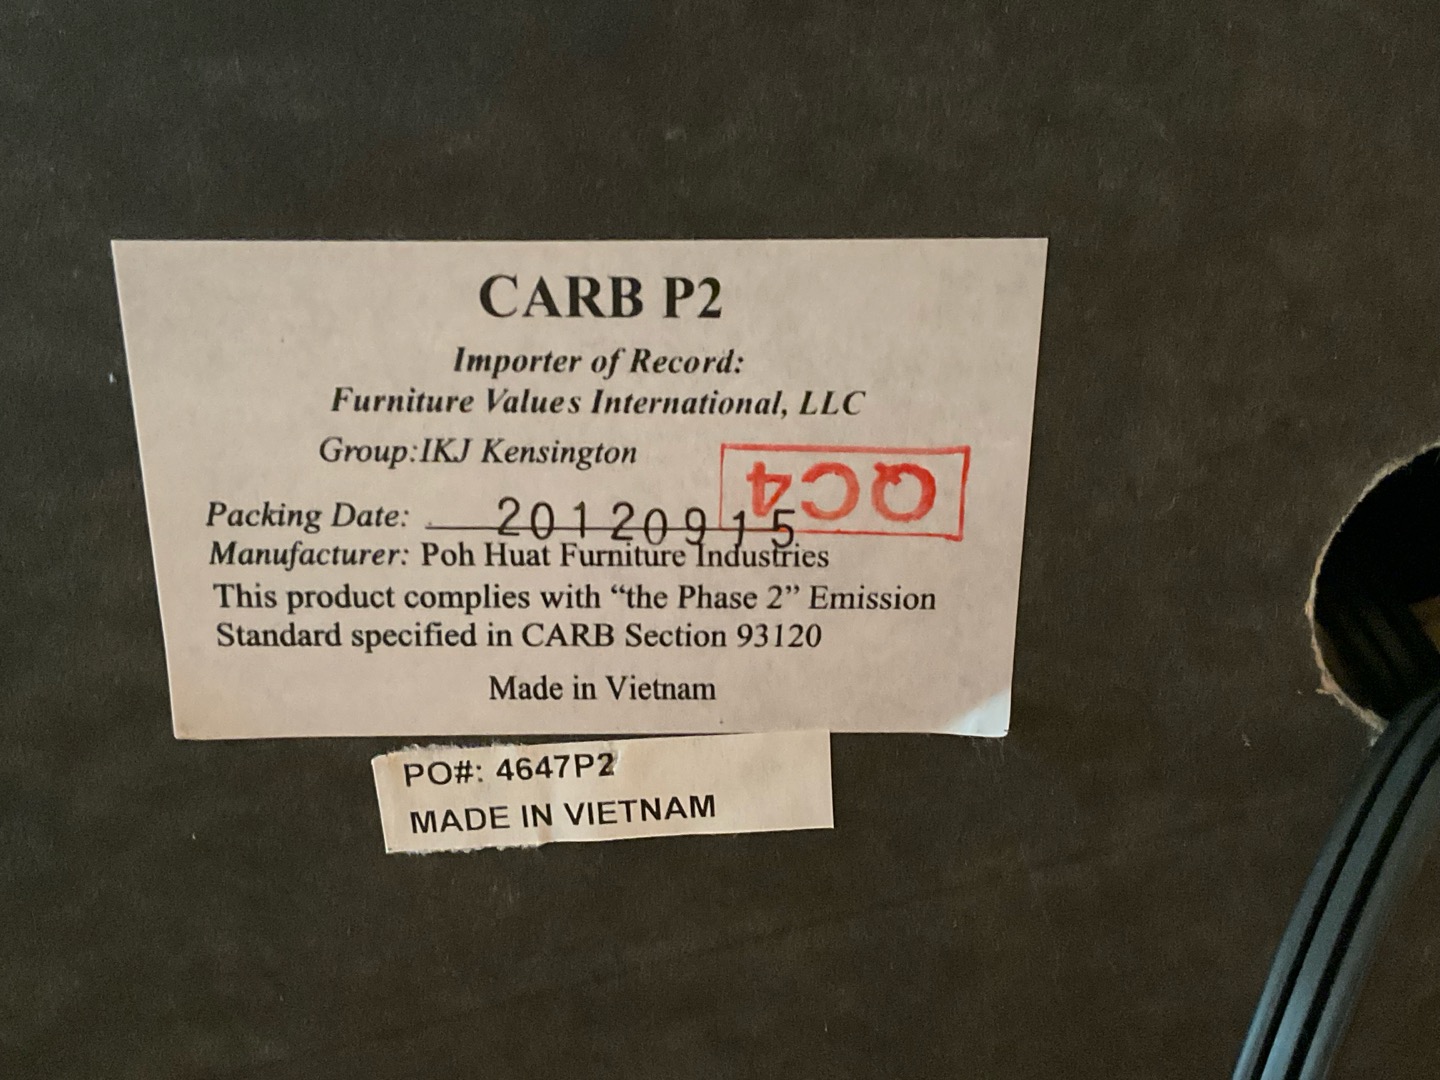 CARB P2
Importer of Record:
Furniture Values International, LLC
Group:IKJ Kensington
QC4
Packing Date: 20120915
Manufacturer: Poh Huat Furniture Industries
This product complies with “the Phase 2” Emission
Standard specified in CARB Section 93120
Made in Vietnam
PO#: 4647P2
MADE IN VIETNAM